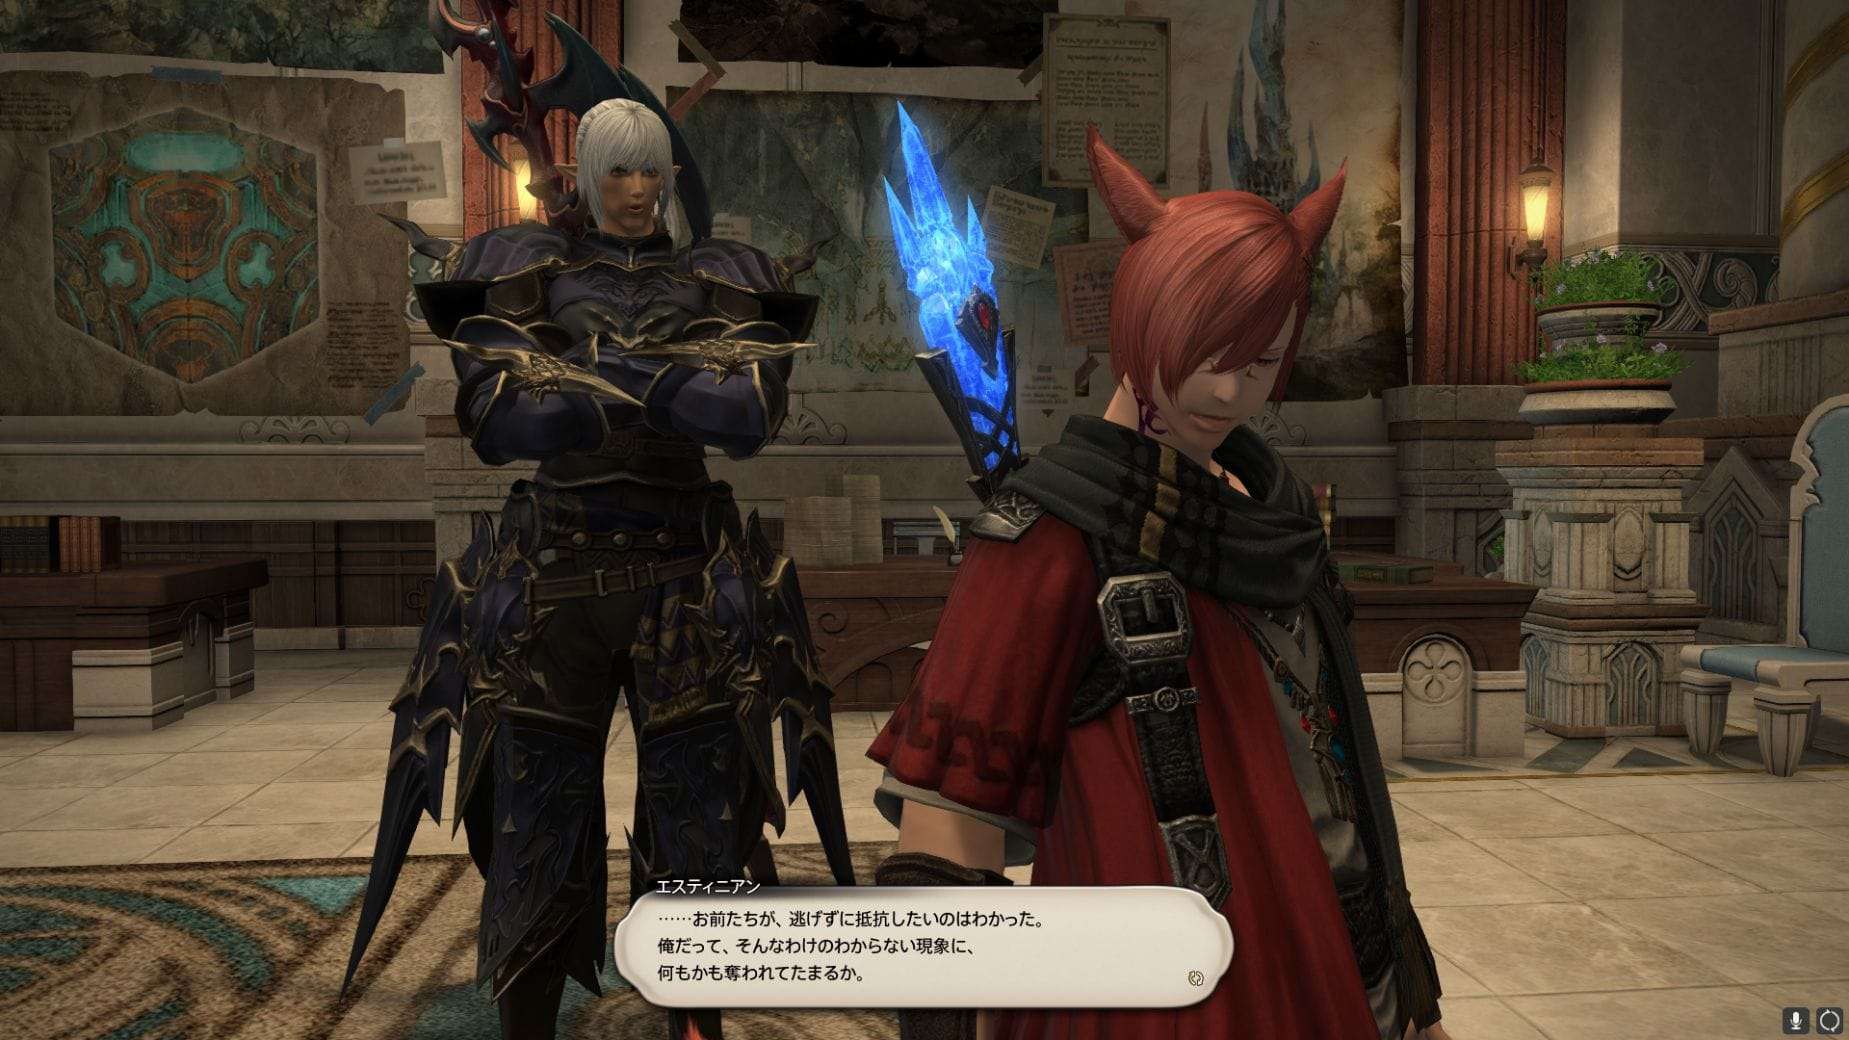 エスティニアン
……お前たちが、逃げずに抵抗したいのはわかった。
俺だって、そんなわけのわからない現象に、
何もかも奪われてたまるか。